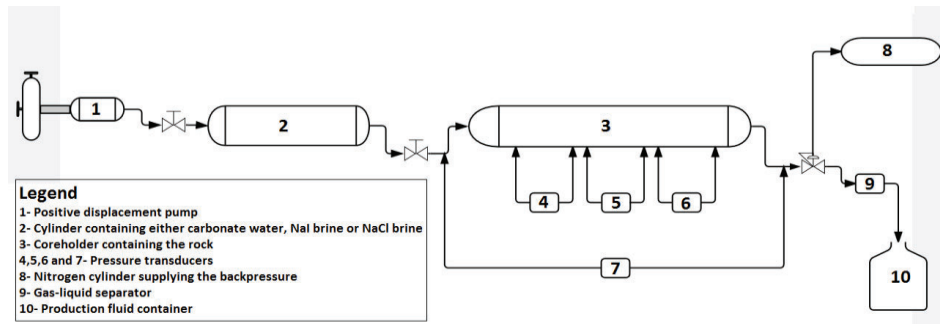 8
1
2
3
4
5
6
9
7
10
Legend
1- Positive displacement pump
2- Cylinder containing either carbonate water, NaI brine or NaCl brine
3- Coreholder containing the rock
4,5,6 and 7- Pressure transducers
8- Nitrogen cylinder supplying the backpressure
9- Gas-liquid separator
10- Production fluid container